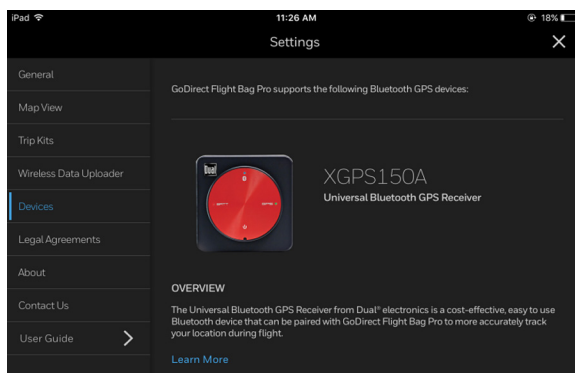 iPad
11:26 AM
18%
Settings
General
Map View
Trip Kits
Wireless Data Uploader
Devices
Legal Agreements
About
Contact Us
User Guide
GoDirect Flight Bag Pro supports the following Bluetooth GPS devices:
Dual
XGPS150A
Universal Bluetooth GPS Receiver
OVERVIEW
The Universal Bluetooth GPS Receiver from Dual® electronics is a cost-effective, easy to use
Bluetooth device that can be paired with GoDirect Flight Bag Pro to more accurately track
your location during flight.
Learn More